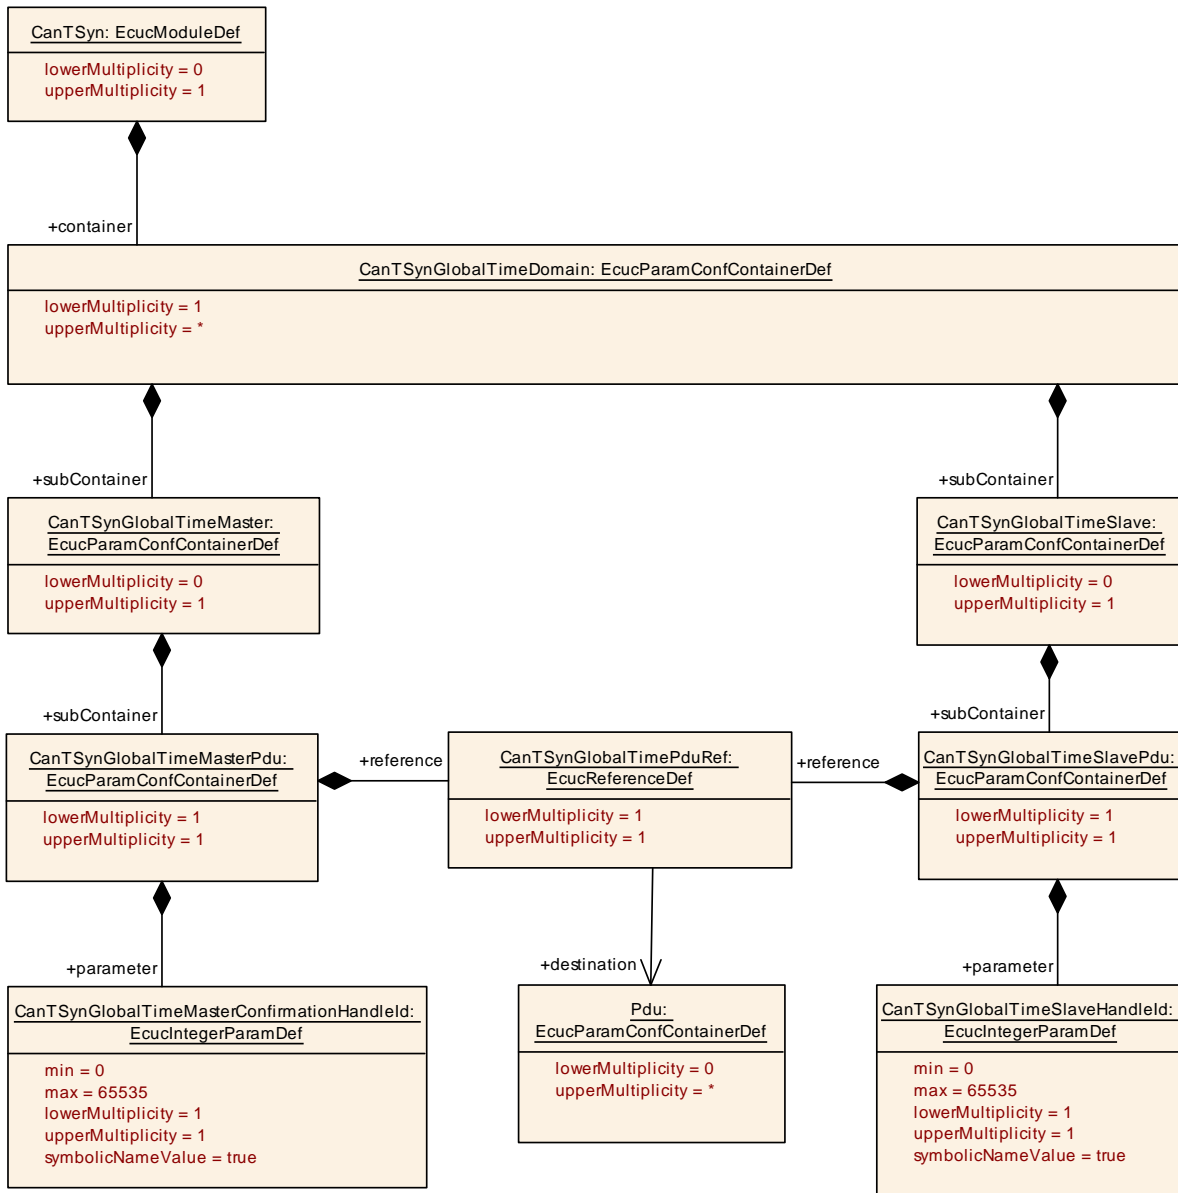 CanTSyn: EcucModuleDef
lowerMultiplicity = 0
upperMultiplicity = 1
+container
CanTSynGlobalTimeDomain: EcucParamConfContainerDef
lowerMultiplicity = 1
upperMultiplicity = *
+subContainer
+subContainer
CanTSynGlobalTimeMaster:
EcucParamConfContainerDef
lowerMultiplicity = 0
upperMultiplicity = 1
CanTSynGlobalTimeSlave:
EcucParamConfContainerDef
lowerMultiplicity = 0
upperMultiplicity = 1
+subContainer
+subContainer
CanTSynGlobalTimeMasterPdu:
EcucParamConfContainerDef
lowerMultiplicity = 1
upperMultiplicity = 1
+reference
CanTSynGlobalTimePduRef:
EcucReferenceDef
lowerMultiplicity = 1
upperMultiplicity = 1
+reference
CanTSynGlobalTimeSlavePdu:
EcucParamConfContainerDef
lowerMultiplicity = 1
upperMultiplicity = 1
+parameter
+destination
+parameter
CanTSynGlobalTimeMasterConfirmationHandleId:
EcucIntegerParamDef
min = 0
max = 65535
lowerMultiplicity = 1
upperMultiplicity = 1
symbolicNameValue = true
Pdu:
EcucParamConfContainerDef
lowerMultiplicity = 0
upperMultiplicity = *
CanTSynGlobalTimeSlaveHandleId:
EcucIntegerParamDef
min = 0
max = 65535
lowerMultiplicity = 1
upperMultiplicity = 1
symbolicNameValue = true